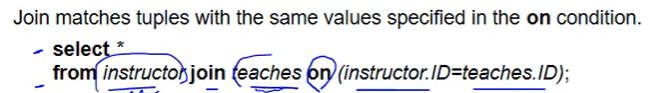 Join matches tuples with the same values specified in the on condition.
select *
from instructor join teaches on (instructor.ID=teaches.ID);